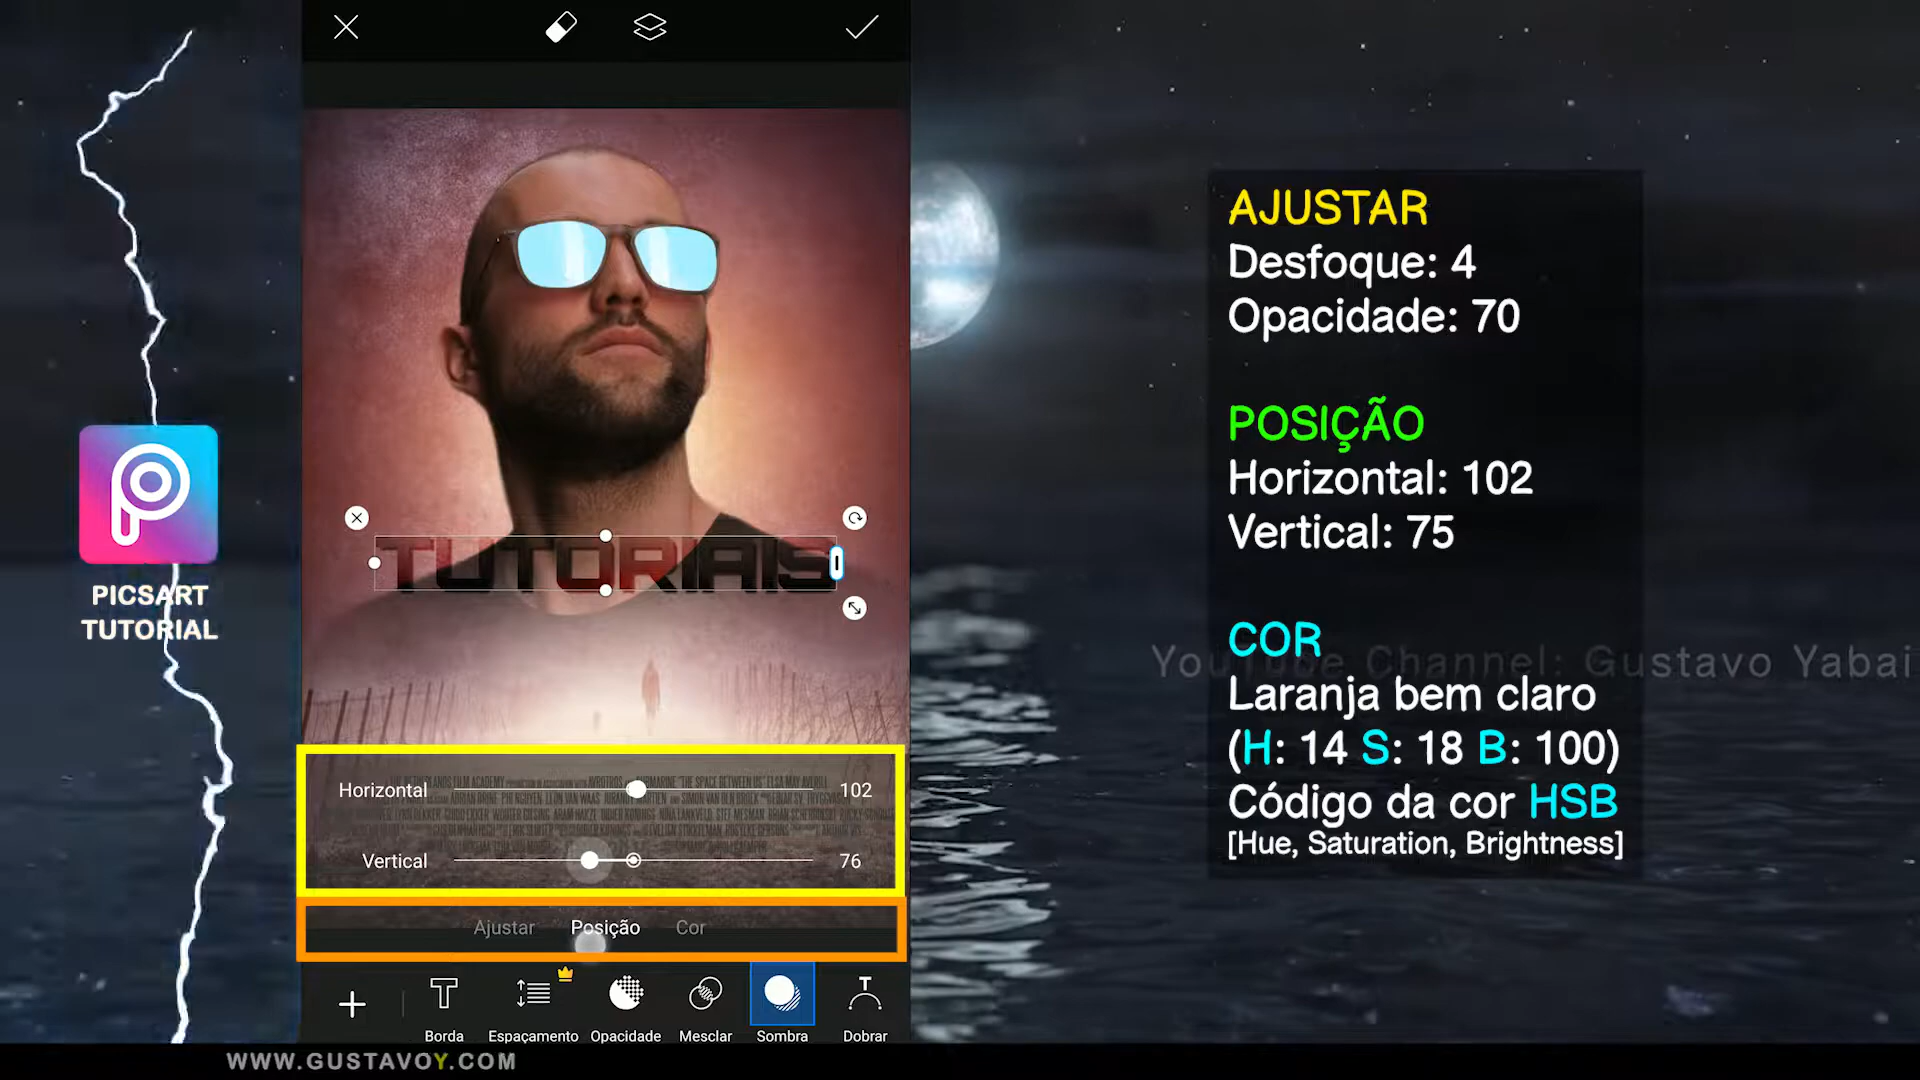 PICSART
TUTORIAL
TUTORIAIS
Horizontal 102
Vertical 76
Ajustar Posição Cor
Borda Espaçamento Opacidade Mesclar Sombra Dobrar
WWW.GUSTAVOY.COM
AJUSTAR
Desfoque: 4
Opacidade: 70
POSIÇÃO
Horizontal: 102
Vertical: 75
COR
YouTube Channel: Gustavo Yabai
Laranja bem claro
(H: 14 S: 18 B: 100)
Código da cor HSB
[Hue, Saturation, Brightness]